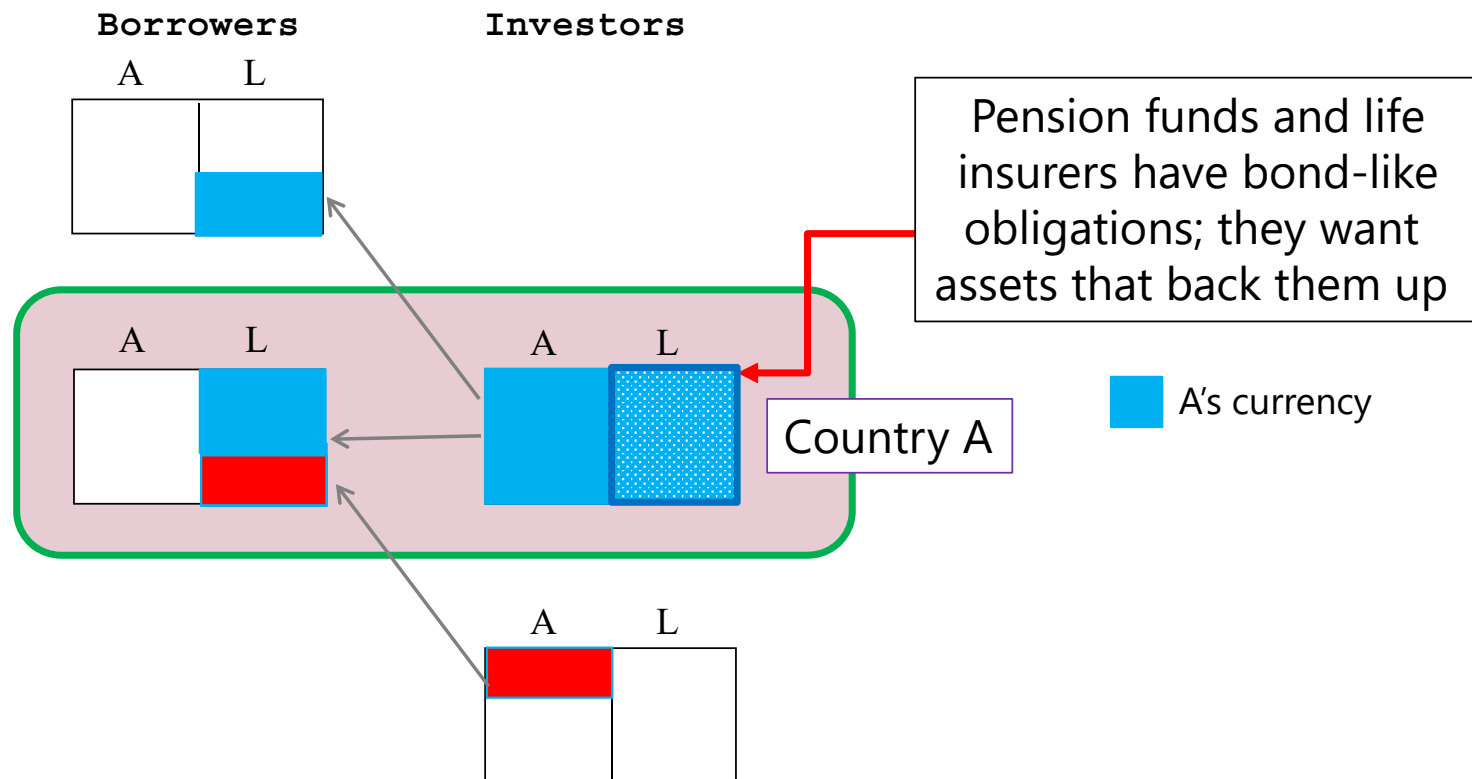 Borrowers
Investors
A L
Pension funds and life
insurers have bond-like
obligations; they want
assets that back them up
A L
A L
A's currency
Country A
A L